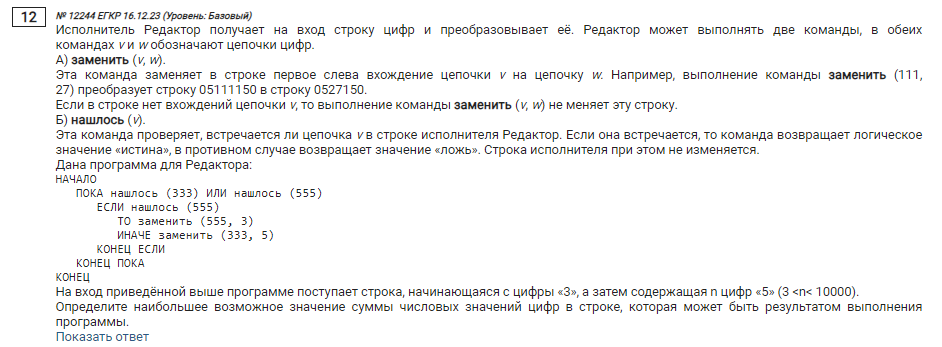 12
№ 12244 ЕГКР 16.12.23 (Уровень: Базовый)
Исполнитель Редактор получает на вход строку цифр и преобразовывает её. Редактор может выполнять две команды, в обеих
командах v и w обозначают цепочки цифр.
А) заменить (v, w).
Эта команда заменяет в строке первое слева вхождение цепочки v на цепочку w. Например, выполнение команды заменить (111,
27) преобразует строку 05111150 в строку 0527150.
Если в строке нет вхождений цепочки v, то выполнение команды заменить (v, w) не меняет эту строку.
Б) нашлось (v).
Эта команда проверяет, встречается ли цепочка v в строке исполнителя Редактор. Если она встречается, то команда возвращает логическое
значение «истина», в противном случае возвращает значение «ложь». Строка исполнителя при этом не изменяется.
Дана программа для Редактора:
НАЧАЛО
ПОКА нашлось (333) ИЛИ нашлось (555)
ЕСЛИ нашлось (555)
ТО заменить (555, 3)
ИНАЧЕ заменить (333, 5)
КОНЕЦ ЕСЛИ
КОНЕЦ ПОКА
КОНЕЦ
На вход приведённой выше программе поступает строка, начинающаяся с цифры «3», а затем содержащая n цифр «5» (3 <n< 10000).
Определите наибольшее возможное значение суммы числовых значений цифр в строке, которая может быть результатом выполнения
программы.
Показать ответ